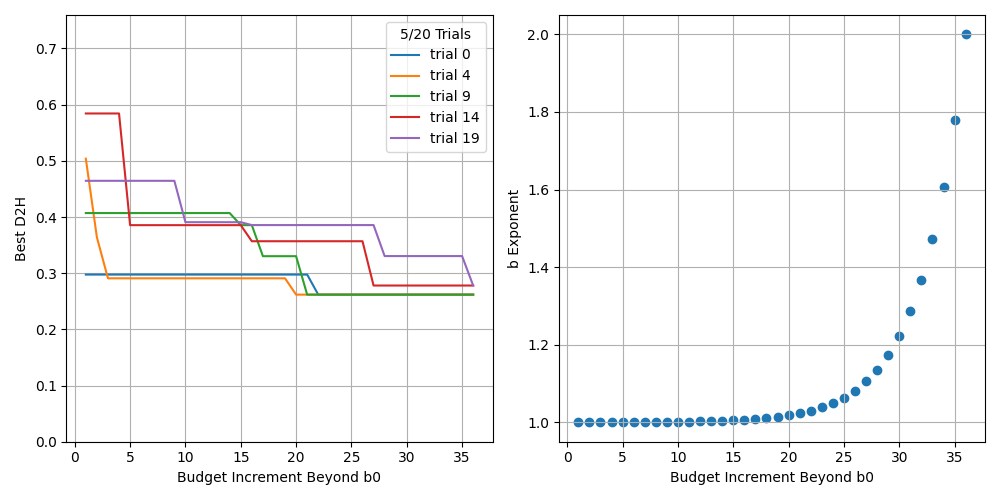 0.7
0.6
0.5
0.4
0.3
0.2
0.1
0.0
Best D2H
0 5 10 15 20 25 30 35
Budget Increment Beyond b0
5/20 Trials
trial 0
trial 4
trial 9
trial 14
trial 19
2.0
1.8
1.6
1.4
1.2
1.0
b Exponent
0 5 10 15 20 25 30 35
Budget Increment Beyond b0